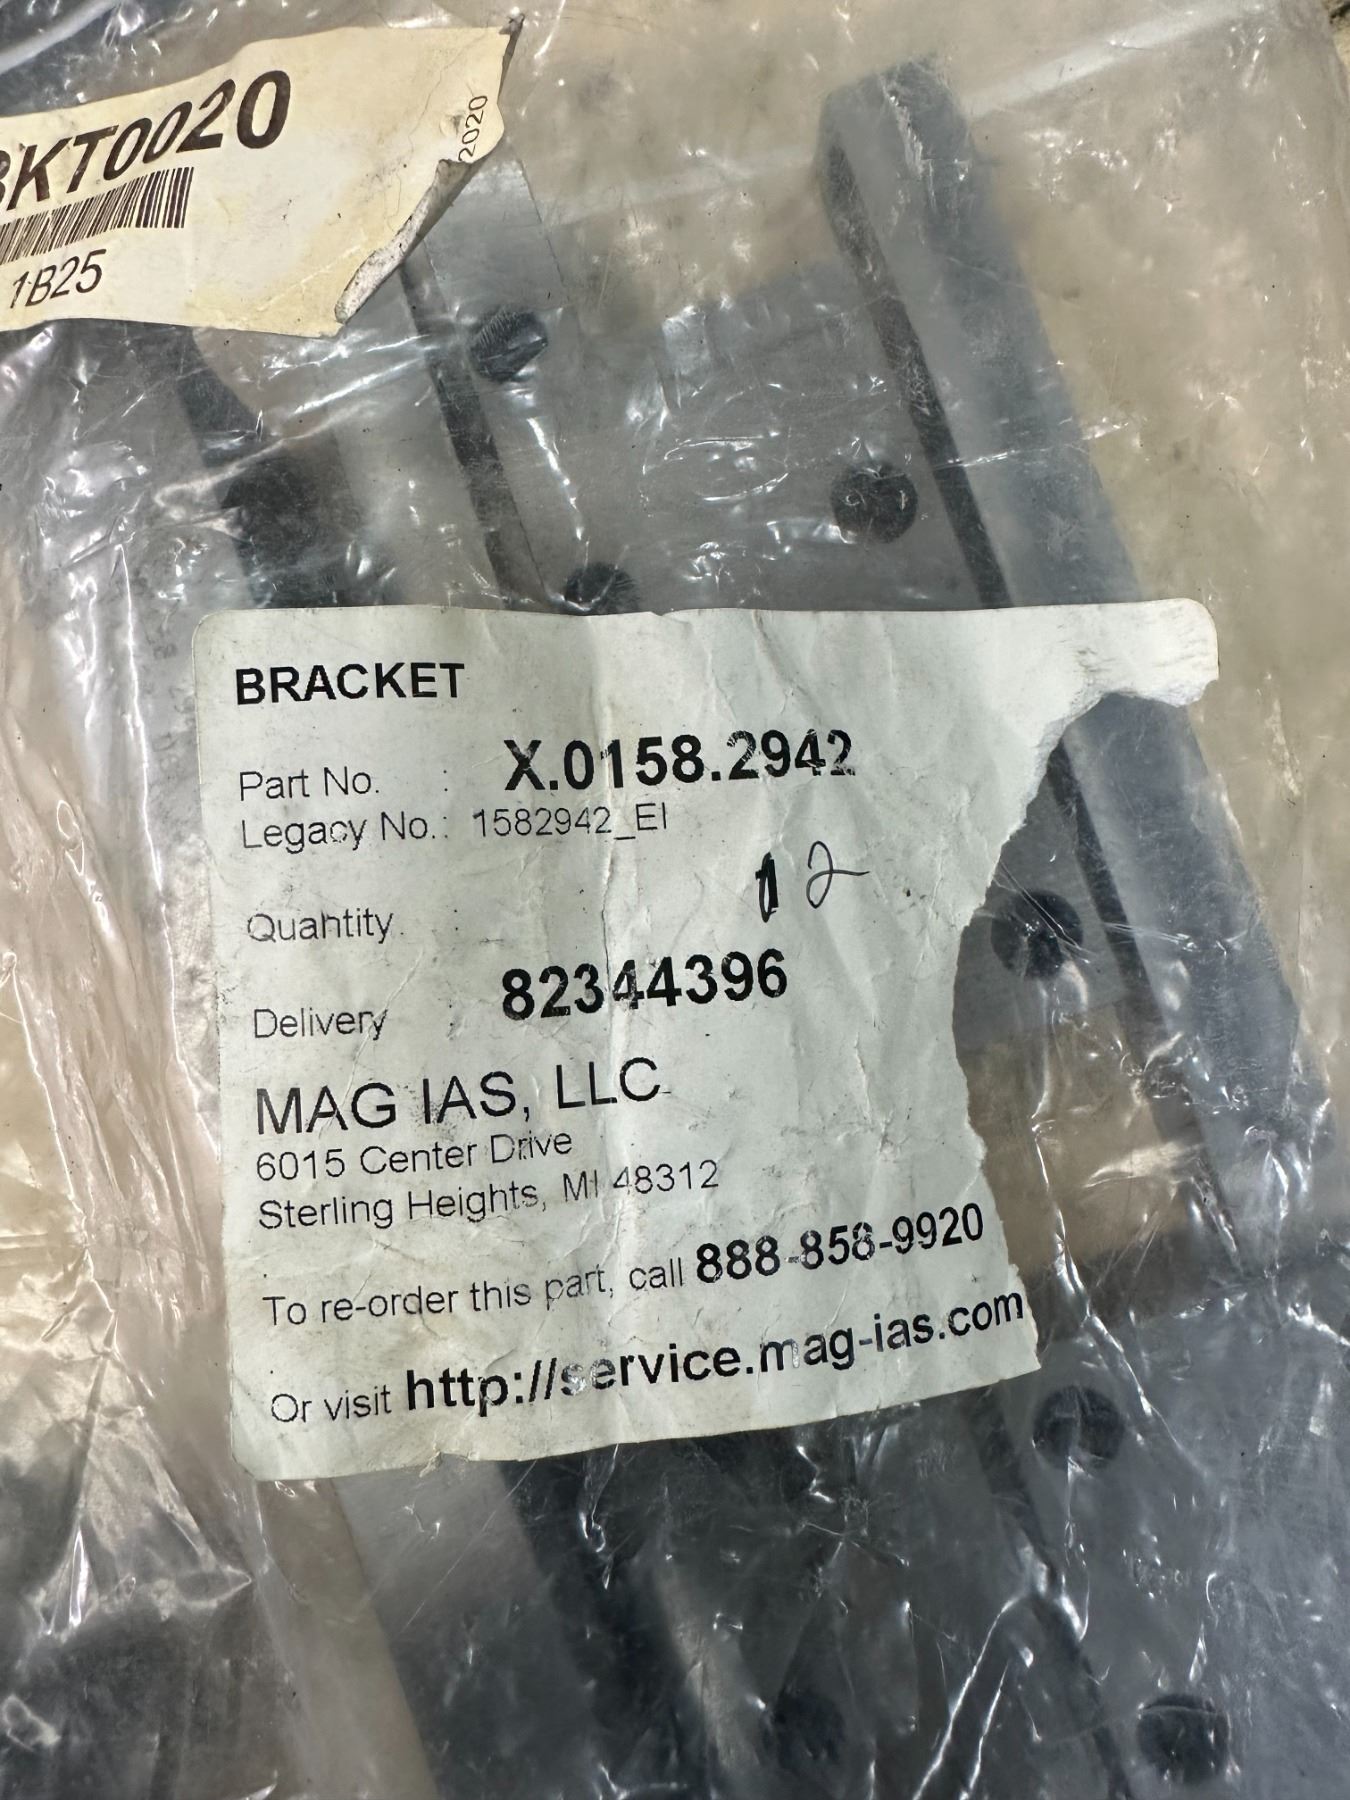 BKT0020
2020
1B25
BRACKET
Part No. : X.0158.2942
Legacy No.: 1582942_EI
Quantity : 1 2
Delivery : 82344396
MAG IAS, LLC
6015 Center Drive
Sterling Heights, MI 48312
To re-order this part, call 888-858-9920
Or visit http://service.mag-ias.com